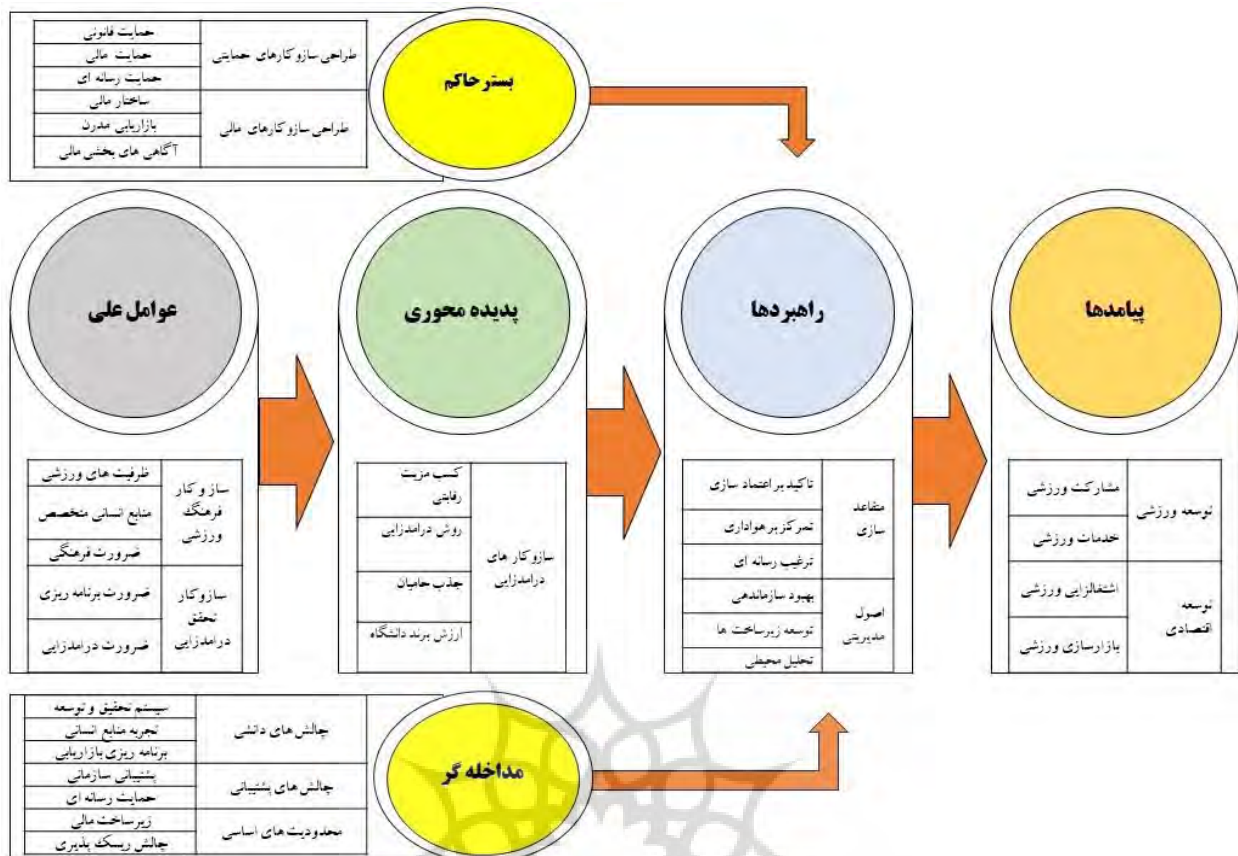 بستر حاکم
طراحی سازوکارهای حمایتی
حمایت قانونی
حمایت مالی
حمایت رسانه ای
طراحی سازوکارهای مالی
ساختار مالی
بازاریابی مدرن
آگاهی های بخشی مالی
عوامل علی
ساز و کار
فرهنگ
ورزشی
ظرفیت های ورزشی
منابع انسانی متخصص
ضرورت فرهنگی
سازوکار
تحقق
درامدزایی
ضرورت برنامه ریزی
ضرورت درامدزایی
پدیده محوری
سازوکار های
درامدزایی
کسب مزیت
رقابتی
روش درامدزایی
جذب حامیان
ارزش برند دانشگاه
راهبردها
متقاعد
سازی
تاکید بر اعتماد سازی
تمرکز بر هواداری
ترغیب رسانه ای
اصول
مدیریتی
بهبود سازماندهی
توسعه زیرساخت ها
تحلیل محیطی
پیامدها
توسعه ورزشی
مشارکت ورزشی
خدمات ورزشی
توسعه
اقتصادی
اشتغالزایی ورزشی
بازارسازی ورزشی
مداخله گر
چالش های دانشی
سیستم تحقیق و توسعه
تجربه منابع انسانی
برنامه ریزی بازاریابی
چالش های پشتیبانی
پشتیبانی سازمانی
حمایت رسانه ای
محدودیت های اساسی
زیرساخت مالی
چالش ریسک پذیری